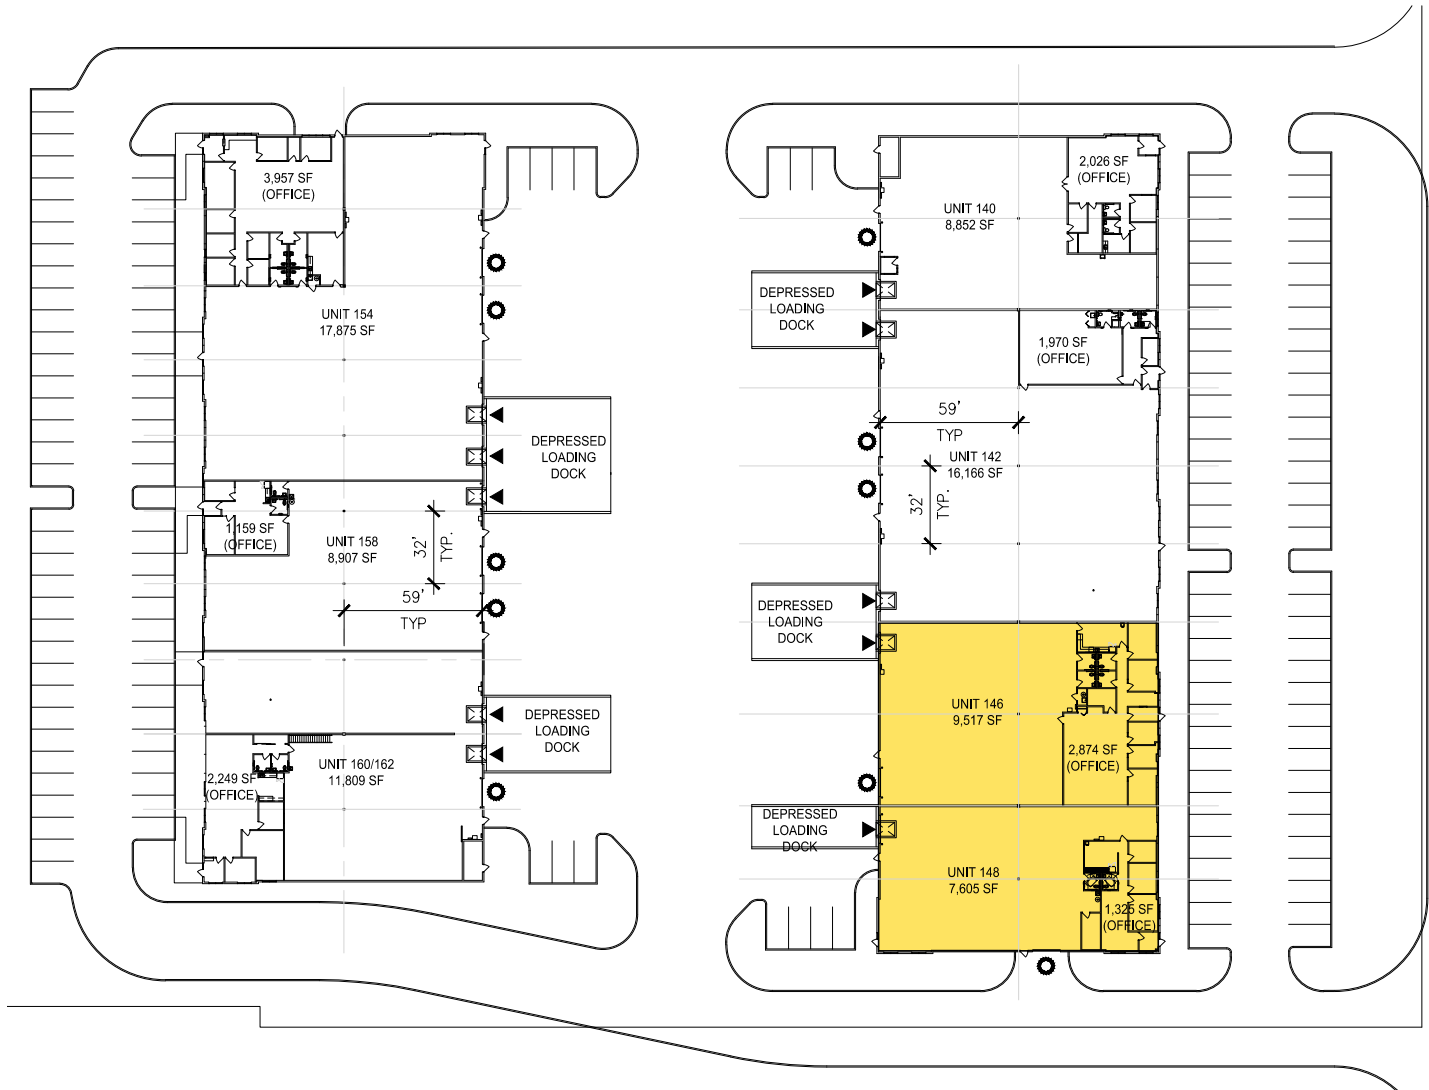 3,957 SF
(OFFICE)
UNIT 154
17,875 SF
DEPRESSED
LOADING
DOCK
1,159 SF
(OFFICE)
UNIT 158
8,907 SF
32'
TYP.
59'
TYP
DEPRESSED
LOADING
DOCK
UNIT 160/162
11,809 SF
2,249 SF
(OFFICE)
2,026 SF
(OFFICE)
UNIT 140
8,852 SF
DEPRESSED
LOADING
DOCK
1,970 SF
(OFFICE)
59'
TYP
UNIT 142
16,166 SF
32'
TYP.
DEPRESSED
LOADING
DOCK
UNIT 146
9,517 SF
2,874 SF
(OFFICE)
DEPRESSED
LOADING
DOCK
UNIT 148
7,605 SF
1,325 SF
(OFFICE)